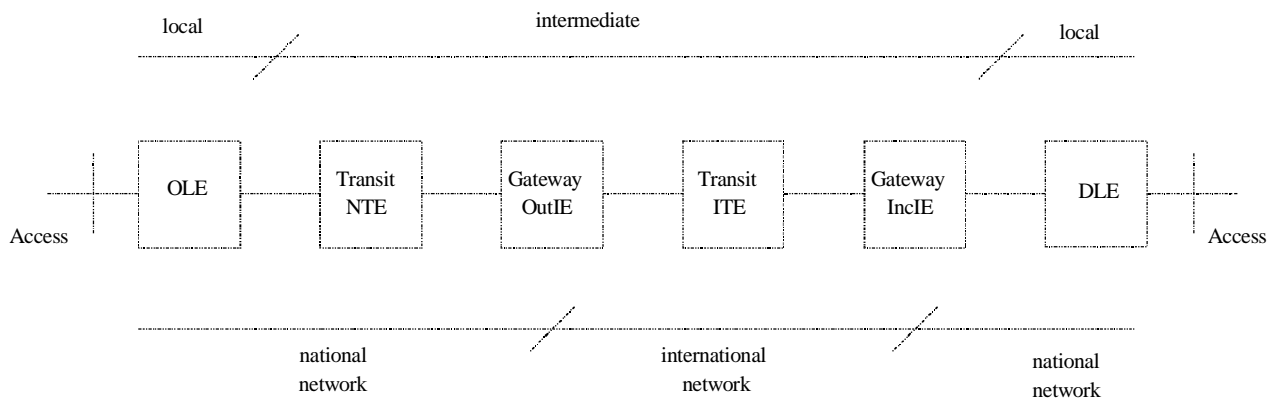 local
intermediate
local
OLE
Transit
NTE
Gateway
OutIE
Transit
ITE
Gateway
IncIE
DLE
Access
Access
national
network
international
network
national
network